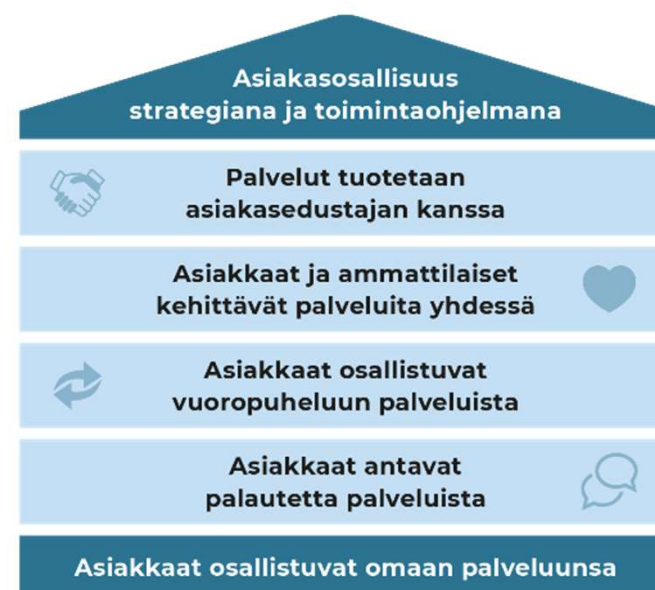 Asiakasosallisuus
strategiana ja toimintaohjelmana
Palvelut tuotetaan
asiakasedustajan kanssa
Asiakkaat ja ammattilaiset
kehittävät palveluita yhdessä
Asiakkaat osallistuvat
vuoropuheluun palveluista
Asiakkaat antavat
palautetta palveluista
Asiakkaat osallistuvat omaan palveluunsa